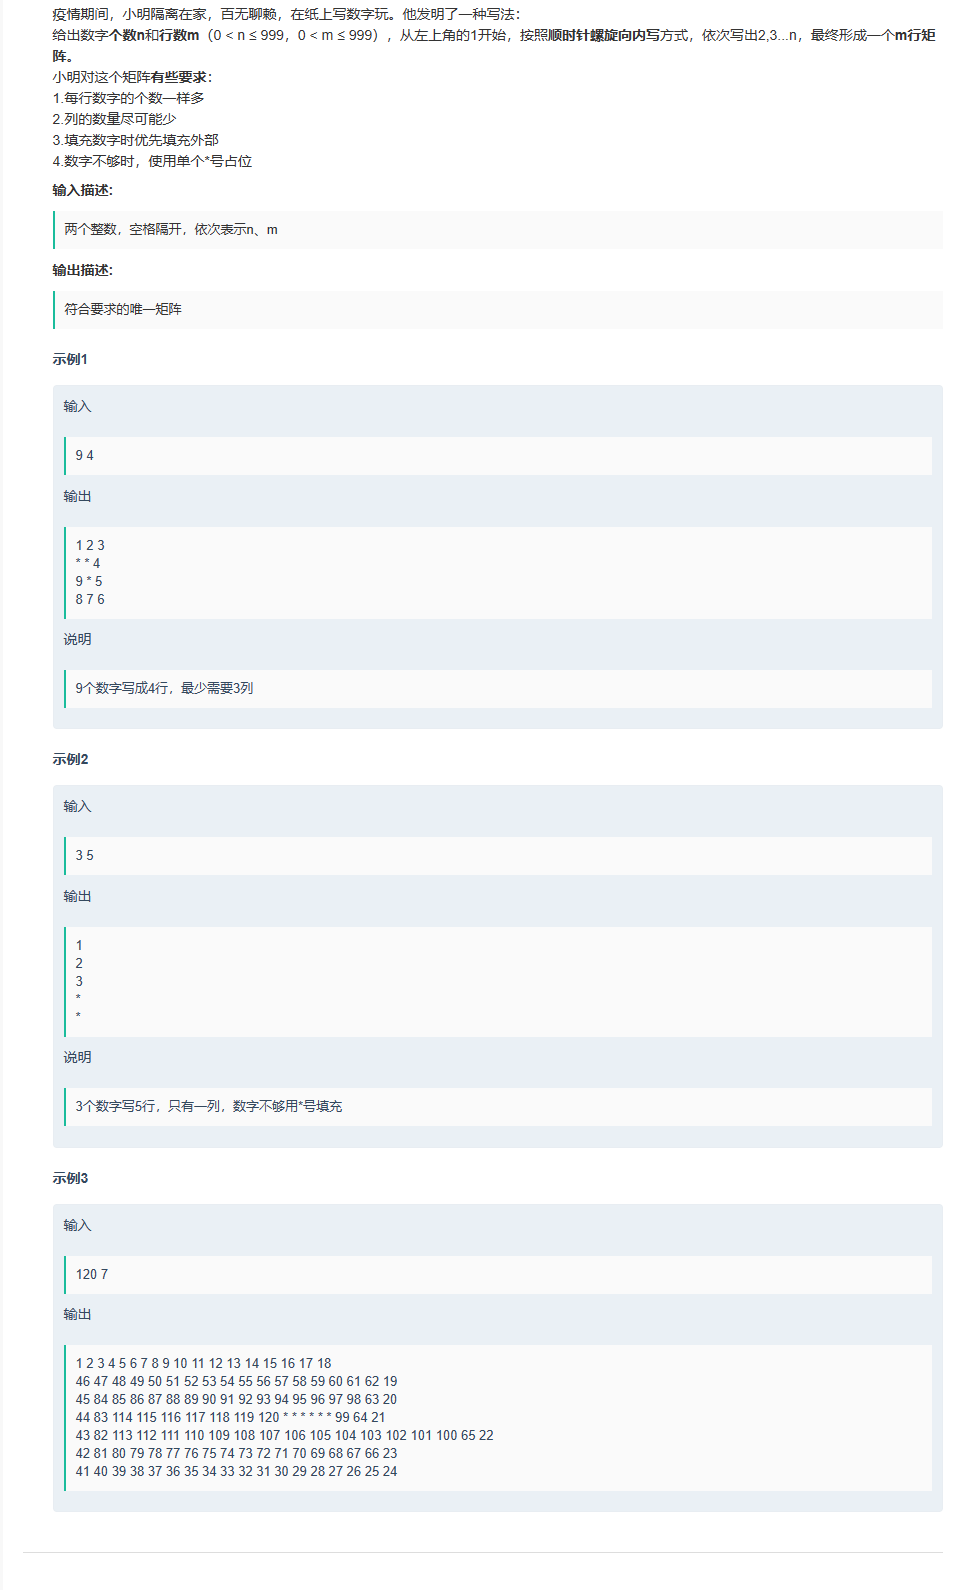 疫情期间，小明隔离在家，百无聊赖，在纸上写数字玩。他发明了一种写法：
给出数字个数n和行数m（0 < n ≤ 999，0 < m ≤ 999），从左上角的1开始，按照顺时针螺旋向内写方式，依次写出2,3...n，最终形成一个m行矩
阵。
小明对这个矩阵有些要求：
1.每行数字的个数一样多
2.列的数量尽可能少
3.填充数字时优先填充外部
4.数字不够时，使用单个*号占位
输入描述：
两个整数，空格隔开，依次表示n、m
输出描述：
符合要求的唯一矩阵
示例1
输入
9 4
输出
1 2 3
* * 4
9 * 5
8 7 6
说明
9个数字写成4行，最少需要3列
示例2
输入
3 5
输出
1
2
3
*
*
说明
3个数字写5行，只有一列，数字不够用*号填充
示例3
输入
120 7
输出
1 2 3 4 5 6 7 8 9 10 11 12 13 14 15 16 17 18
46 47 48 49 50 51 52 53 54 55 56 57 58 59 60 61 62 19
45 84 85 86 87 88 89 90 91 92 93 94 95 96 97 98 63 20
44 83 114 115 116 117 118 119 120 * * * * * * 99 64 21
43 82 113 112 111 110 109 108 107 106 105 104 103 102 101 100 65 22
42 81 80 79 78 77 76 75 74 73 72 71 70 69 68 67 66 23
41 40 39 38 37 36 35 34 33 32 31 30 29 28 27 26 25 24